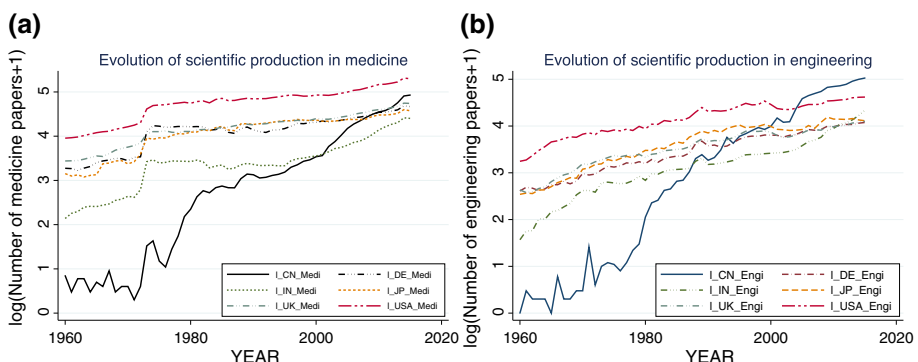 (a)
Evolution of scientific production in medicine
log(Number of medicine papers+1)
5
4
3
2
1
0
l_CN_Medi
l_DE_Medi
l_IN_Medi
l_JP_Medi
l_UK_Medi
l_USA_Medi
1960
1980
2000
2020
YEAR
(b)
Evolution of scientific production in engineering
log(Number of engineering papers+1)
5
4
3
2
1
0
l_CN_Engi
l_DE_Engi
l_IN_Engi
l_JP_Engi
l_UK_Engi
l_USA_Engi
1960
1980
2000
2020
YEAR